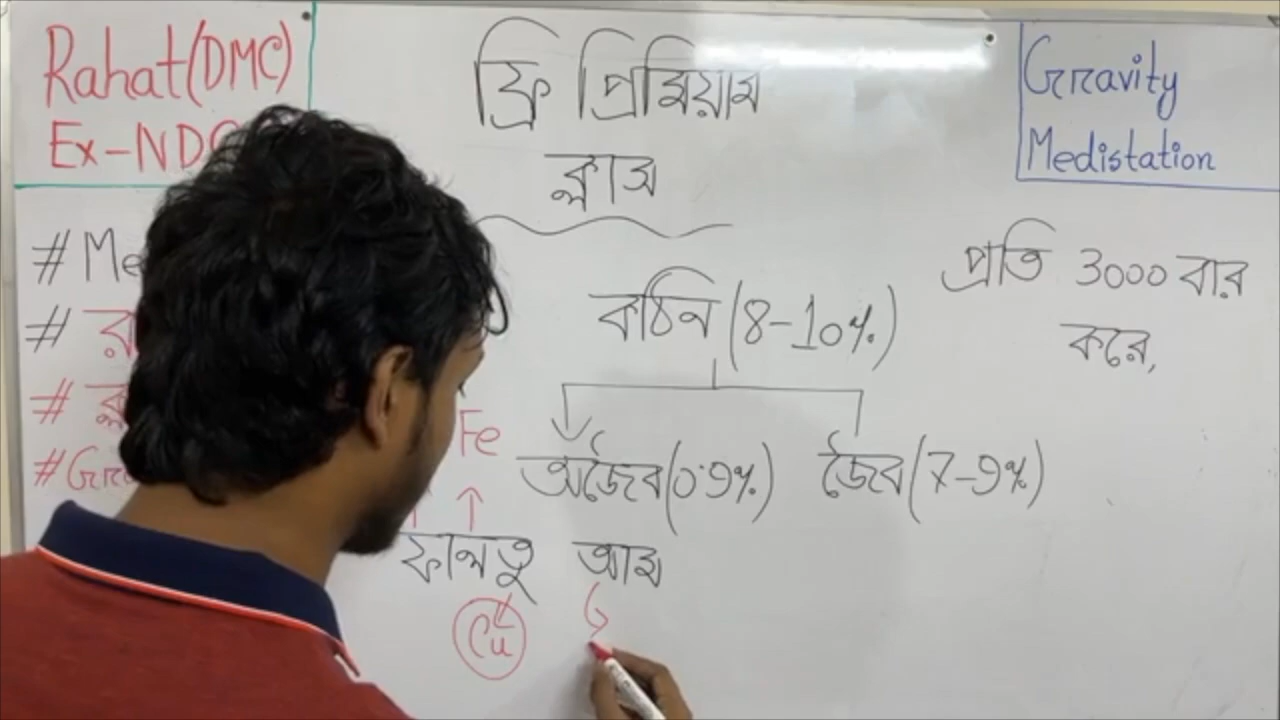 Rahat(DMC)
Ex-NDC
ফ্রি প্রিমিয়াম
ক্লাস
Gravity
Medistation
#
#
#
#
কঠিন (8-10%)
প্রতি 3000 বার
করে,
Fe
অজৈব (0.9%) জৈব (7-9%)
ফালতু আম
Cu